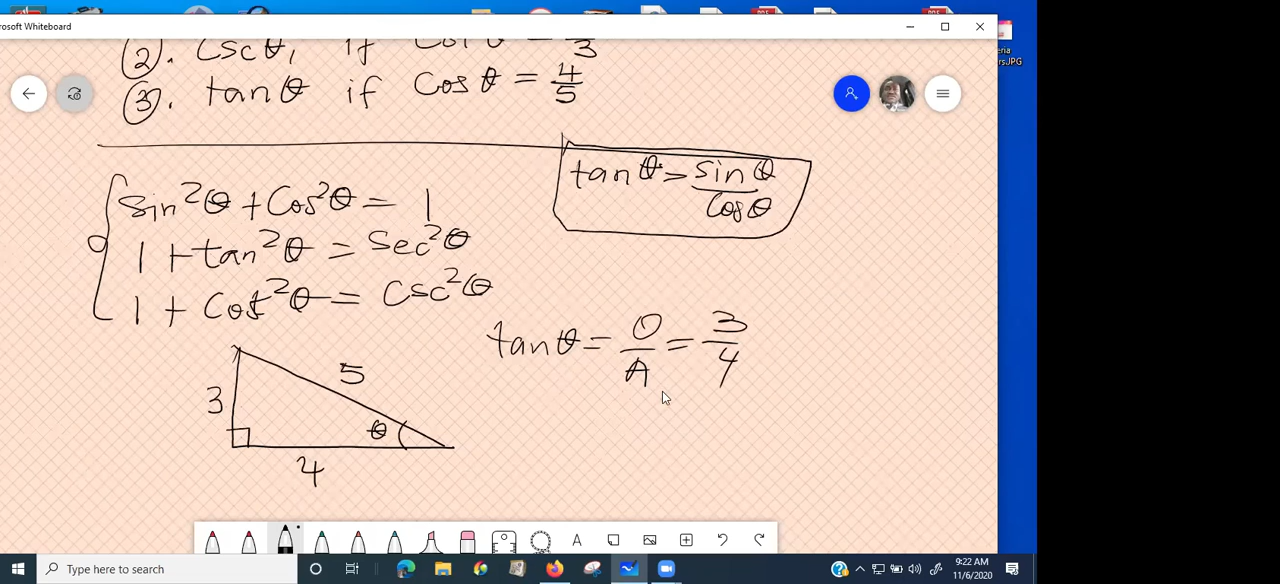 Microsoft Whiteboard
②. Cscθ, if
③. tanθ if Cosθ = 4/5
tanθ = sinθ/cosθ
sin²θ + Cos²θ = 1
1 + tan²θ = Sec²θ
1 + Cot²θ = Csc²θ
tanθ = O/A = 3/4
5
3
θ
4
A
Type here to search
9:22 AM
11/6/2020